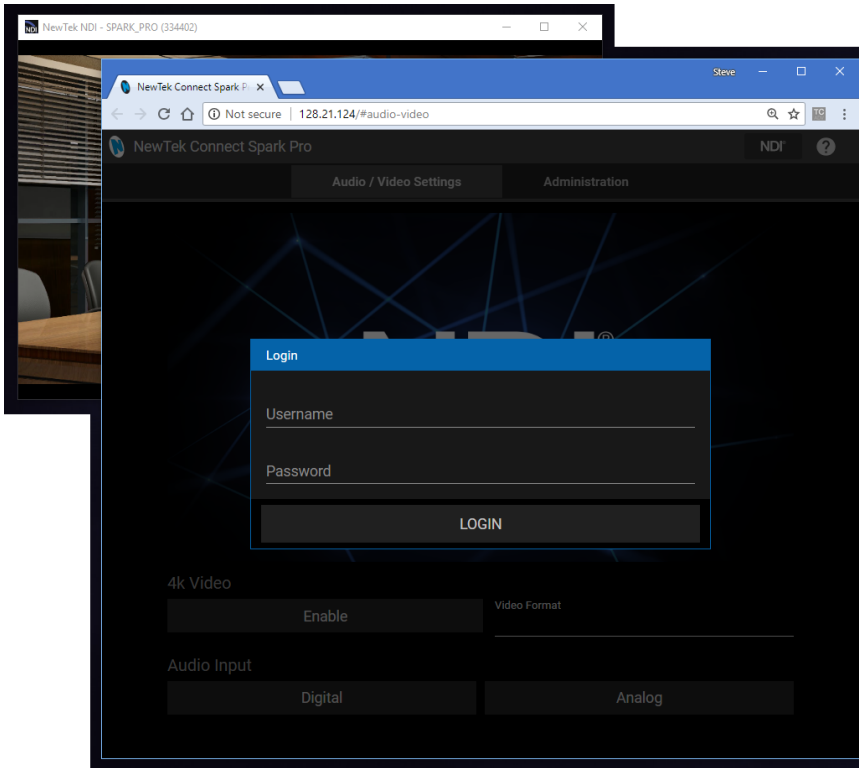 NewTek NDI - SPARK_PRO (334402)
Steve
NewTek Connect Spark P
Not secure | 128.21.124/#audio-video
NewTek Connect Spark Pro
NDI
Audio / Video Settings
Administration
Login
Username
Password
LOGIN
4k Video
Enable
Video Format
Audio Input
Digital
Analog